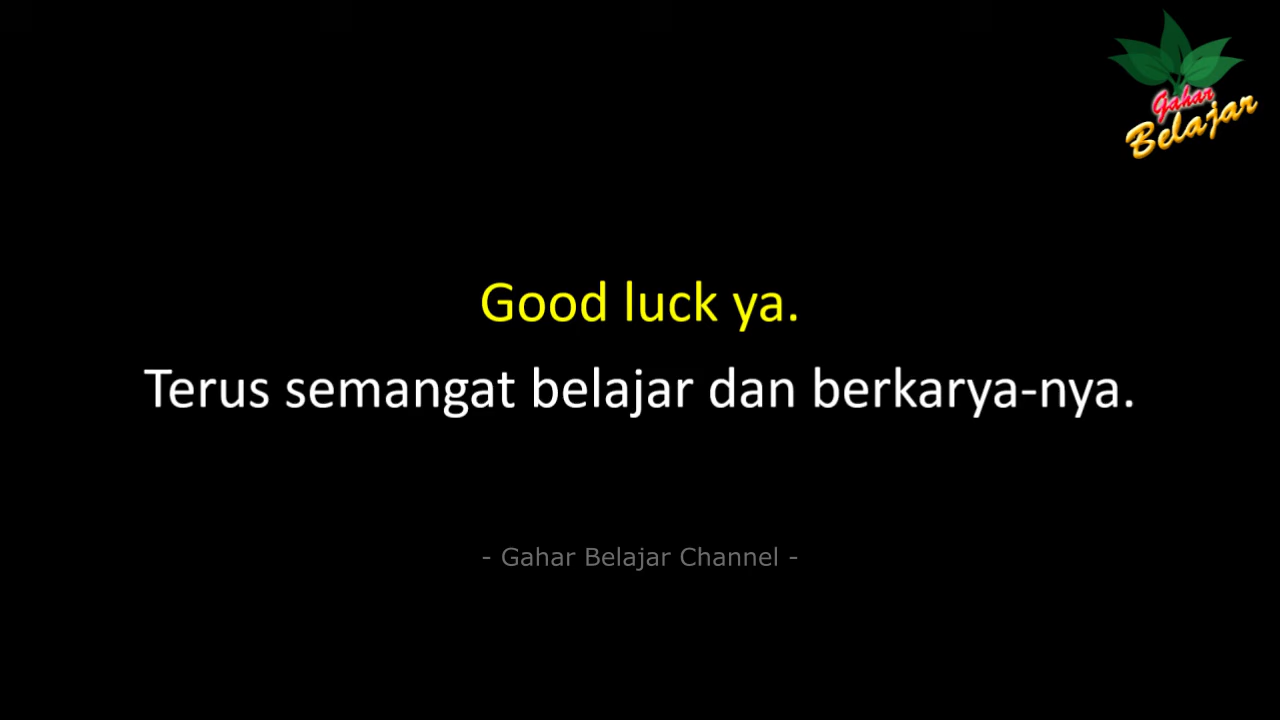 Gahar
Belajar
Good luck ya.
Terus semangat belajar dan berkarya-nya.
- Gahar Belajar Channel -